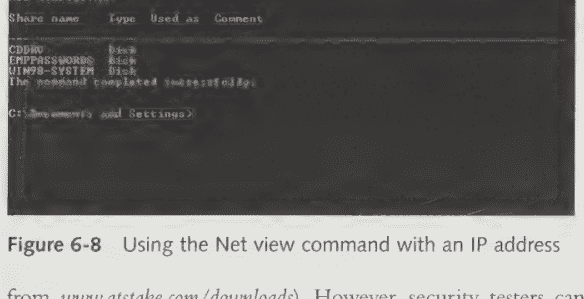 Share name Type Used as Comment
CDDRV Disk
EMPPASSWORDS Disk
WIN98-SYSTEM Disk
The command completed successfully.
C:\Documents and Settings>
Figure 6-8 Using the Net view command with an IP address
from www.atstake.com/downloads). However, security testers can